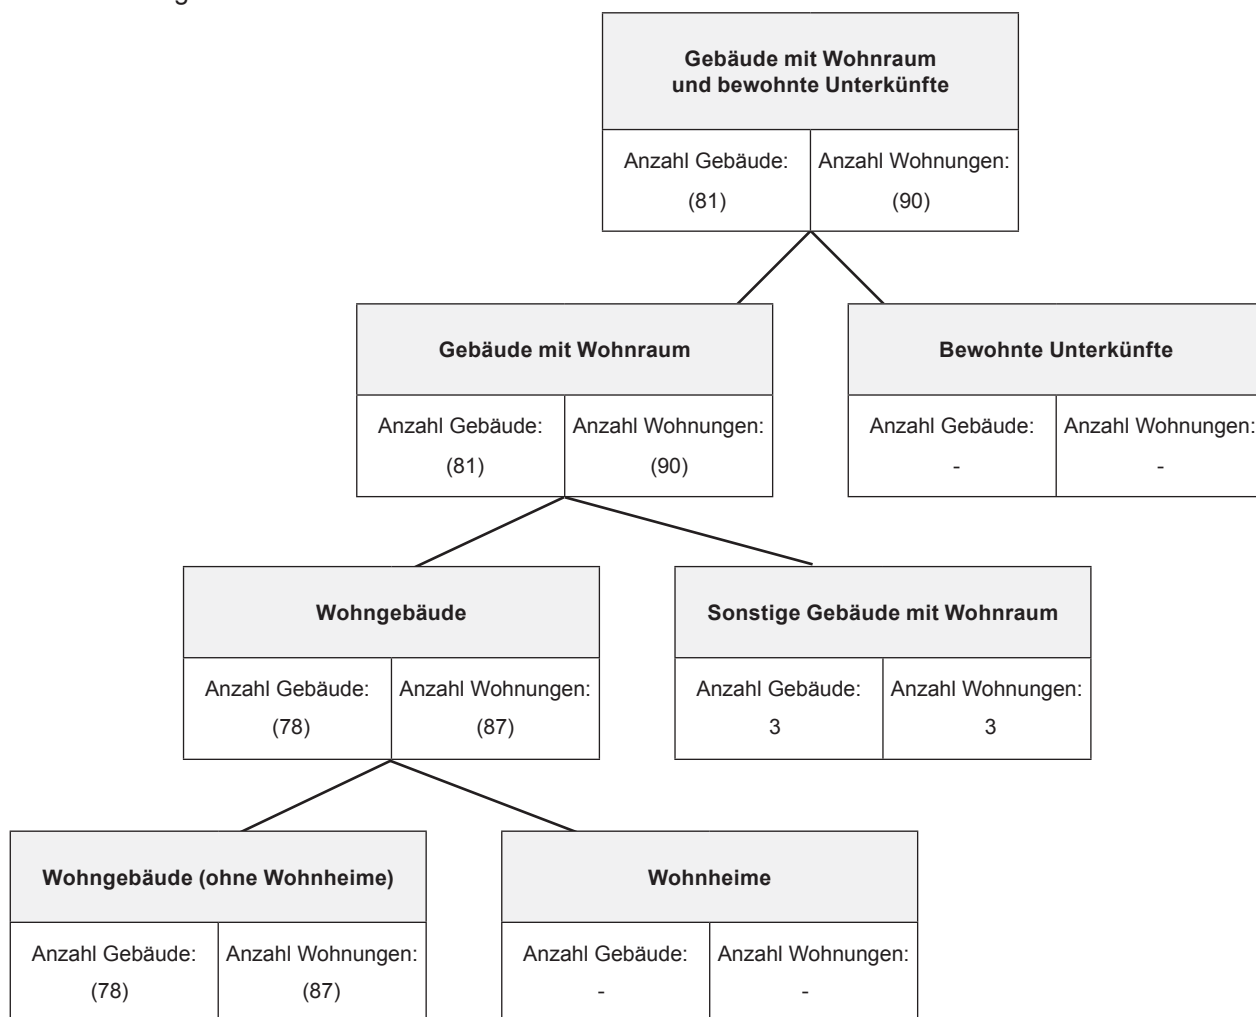 Gebäude mit Wohnraum
und bewohnte Unterkünfte
Anzahl Gebäude: Anzahl Wohnungen:
(81) (90)
Gebäude mit Wohnraum
Anzahl Gebäude: Anzahl Wohnungen:
(81) (90)
Bewohnte Unterkünfte
Anzahl Gebäude: Anzahl Wohnungen:
- -
Wohngebäude
Anzahl Gebäude: Anzahl Wohnungen:
(78) (87)
Sonstige Gebäude mit Wohnraum
Anzahl Gebäude: Anzahl Wohnungen:
3 3
Wohngebäude (ohne Wohnheime)
Anzahl Gebäude: Anzahl Wohnungen:
(78) (87)
Wohnheime
Anzahl Gebäude: Anzahl Wohnungen:
- -